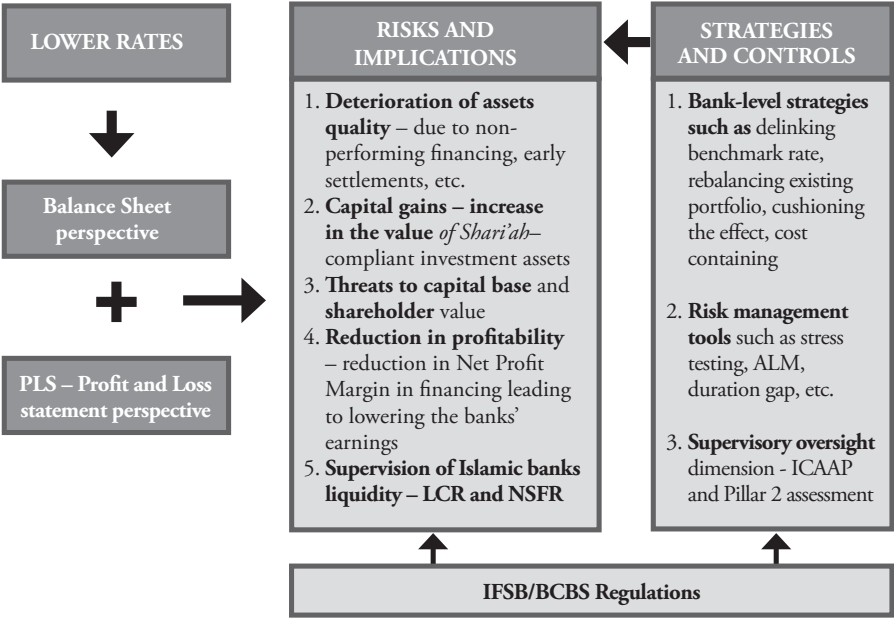 LOWER RATES
Balance Sheet
perspective
PLS – Profit and Loss
statement perspective
RISKS AND
IMPLICATIONS
1. Deterioration of assets
quality – due to non-
performing financing, early
settlements, etc.
2. Capital gains – increase
in the value of Shari’ah–
compliant investment assets
3. Threats to capital base and
shareholder value
4. Reduction in profitability
– reduction in Net Profit
Margin in financing leading
to lowering the banks’
earnings
5. Supervision of Islamic banks
liquidity – LCR and NSFR
STRATEGIES
AND CONTROLS
1. Bank-level strategies
such as delinking
benchmark rate,
rebalancing existing
portfolio, cushioning
the effect, cost
containing
2. Risk management
tools such as stress
testing, ALM,
duration gap, etc.
3. Supervisory oversight
dimension - ICAAP
and Pillar 2 assessment
IFSB/BCBS Regulations